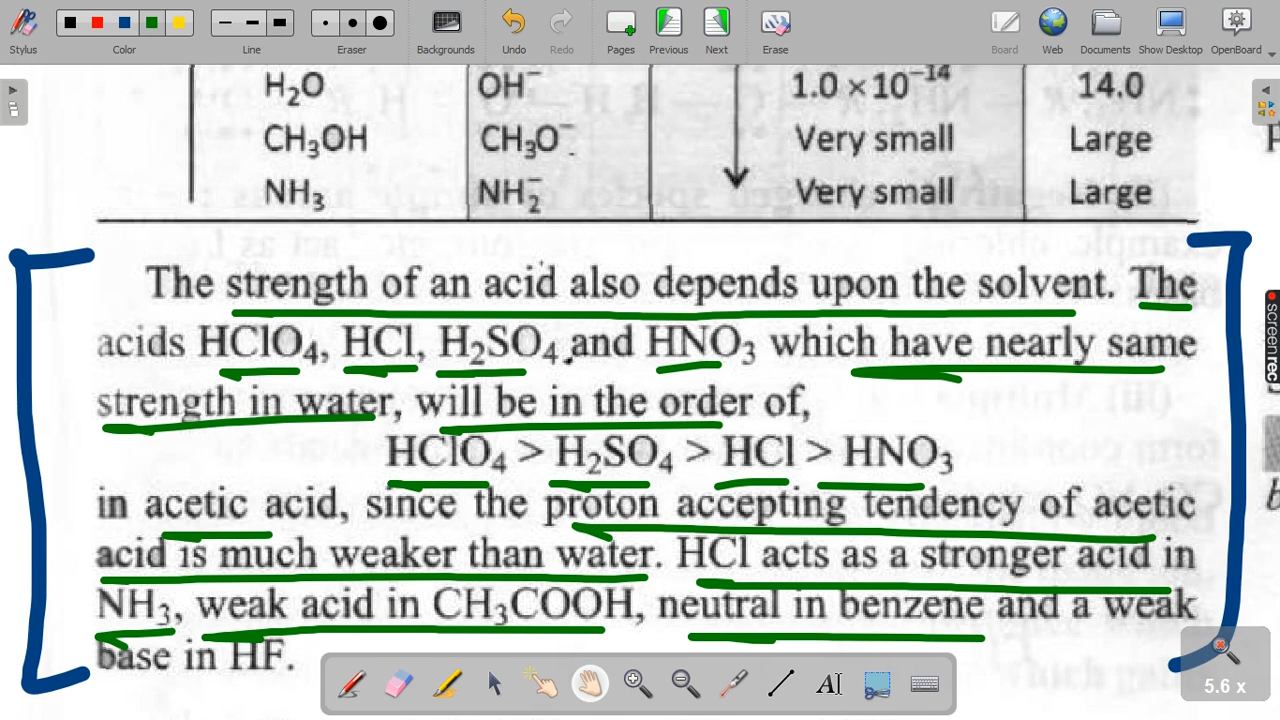 Stylus Color Line Eraser Backgrounds Undo Redo Pages Previous Next Erase Board Web Documents Show Desktop OpenBoard
H₂O OH⁻ 1.0 × 10⁻¹⁴ 14.0
CH₃OH CH₃O⁻ Very small Large
NH₃ NH₂⁻ Very small Large
The strength of an acid also depends upon the solvent. The
acids HClO₄, HCl, H₂SO₄ and HNO₃ which have nearly same
strength in water, will be in the order of,
HClO₄ > H₂SO₄ > HCl > HNO₃
in acetic acid, since the proton accepting tendency of acetic
acid is much weaker than water. HCl acts as a stronger acid in
NH₃, weak acid in CH₃COOH, neutral in benzene and a weak
base in HF.
screenrec
5.6 x